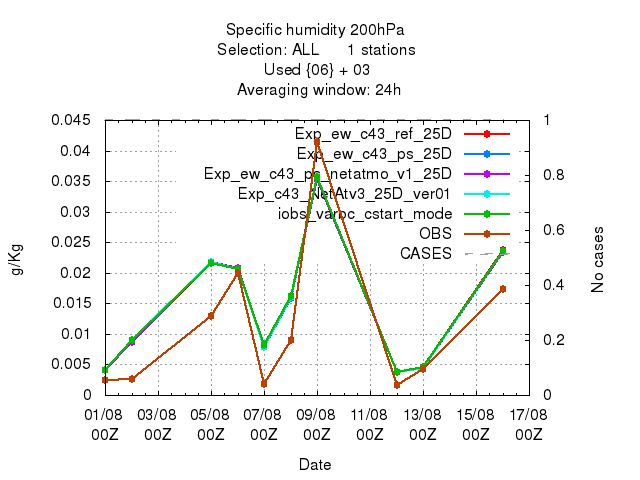 Specific humidity 200hPa
Selection: ALL 1 stations
Used {06} + 03
Averaging window: 24h
0.045 1
Exp_ew_c43_ref_25D
0.04
Exp_ew_c43_ps_25D
0.035 0.8
Exp_ew_c43_ps_netatmo_v1_25D
Exp_c43_NetAtv3_25D_ver01
0.03
iobs_varbc_cstart_mode
0.6
OBS
0.025
CASES
g/Kg
No cases
0.02
0.4
0.015
0.01 0.2
0.005
0 0
01/08 03/08 05/08 07/08 09/08 11/08 13/08 15/08 17/08
00Z 00Z 00Z 00Z 00Z 00Z 00Z 00Z 00Z
Date